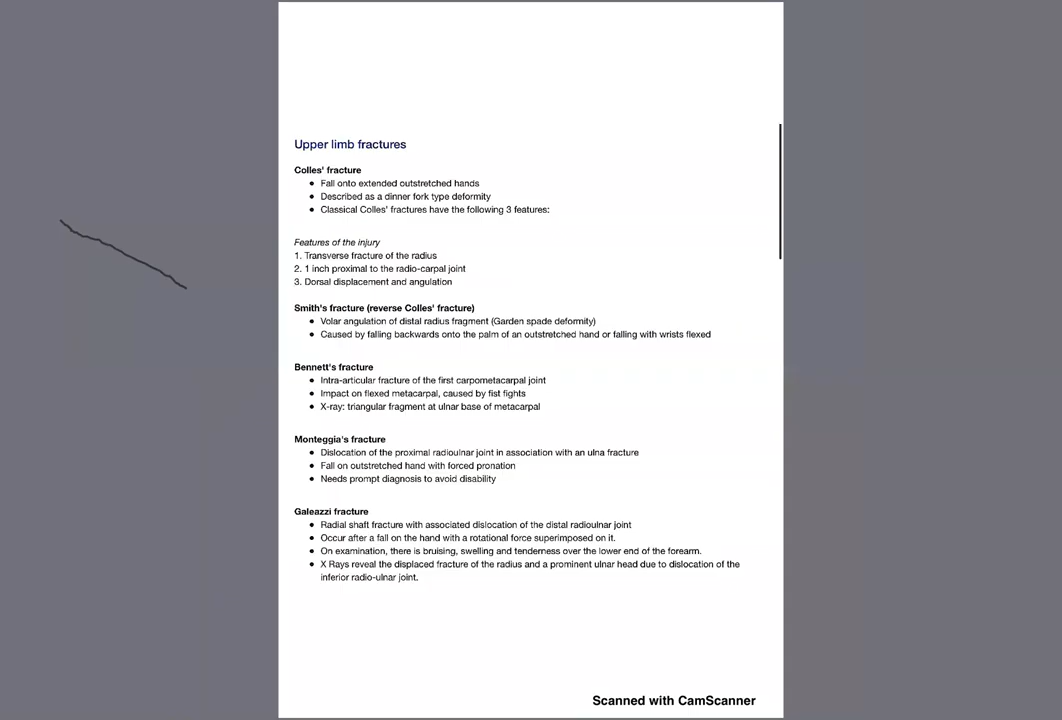 Upper limb fractures
Colles' fracture
• Fall onto extended outstretched hands
• Described as a dinner fork type deformity
• Classical Colles' fractures have the following 3 features:
Features of the injury
1. Transverse fracture of the radius
2. 1 inch proximal to the radio-carpal joint
3. Dorsal displacement and angulation
Smith's fracture (reverse Colles' fracture)
• Volar angulation of distal radius fragment (Garden spade deformity)
• Caused by falling backwards onto the palm of an outstretched hand or falling with wrists flexed
Bennett's fracture
• Intra-articular fracture of the first carpometacarpal joint
• Impact on flexed metacarpal, caused by fist fights
• X-ray: triangular fragment at ulnar base of metacarpal
Monteggia's fracture
• Dislocation of the proximal radioulnar joint in association with an ulna fracture
• Fall on outstretched hand with forced pronation
• Needs prompt diagnosis to avoid disability
Galeazzi fracture
• Radial shaft fracture with associated dislocation of the distal radioulnar joint
• Occur after a fall on the hand with a rotational force superimposed on it.
• On examination, there is bruising, swelling and tenderness over the lower end of the forearm.
• X Rays reveal the displaced fracture of the radius and a prominent ulnar head due to dislocation of the
inferior radio-ulnar joint.
Scanned with CamScanner